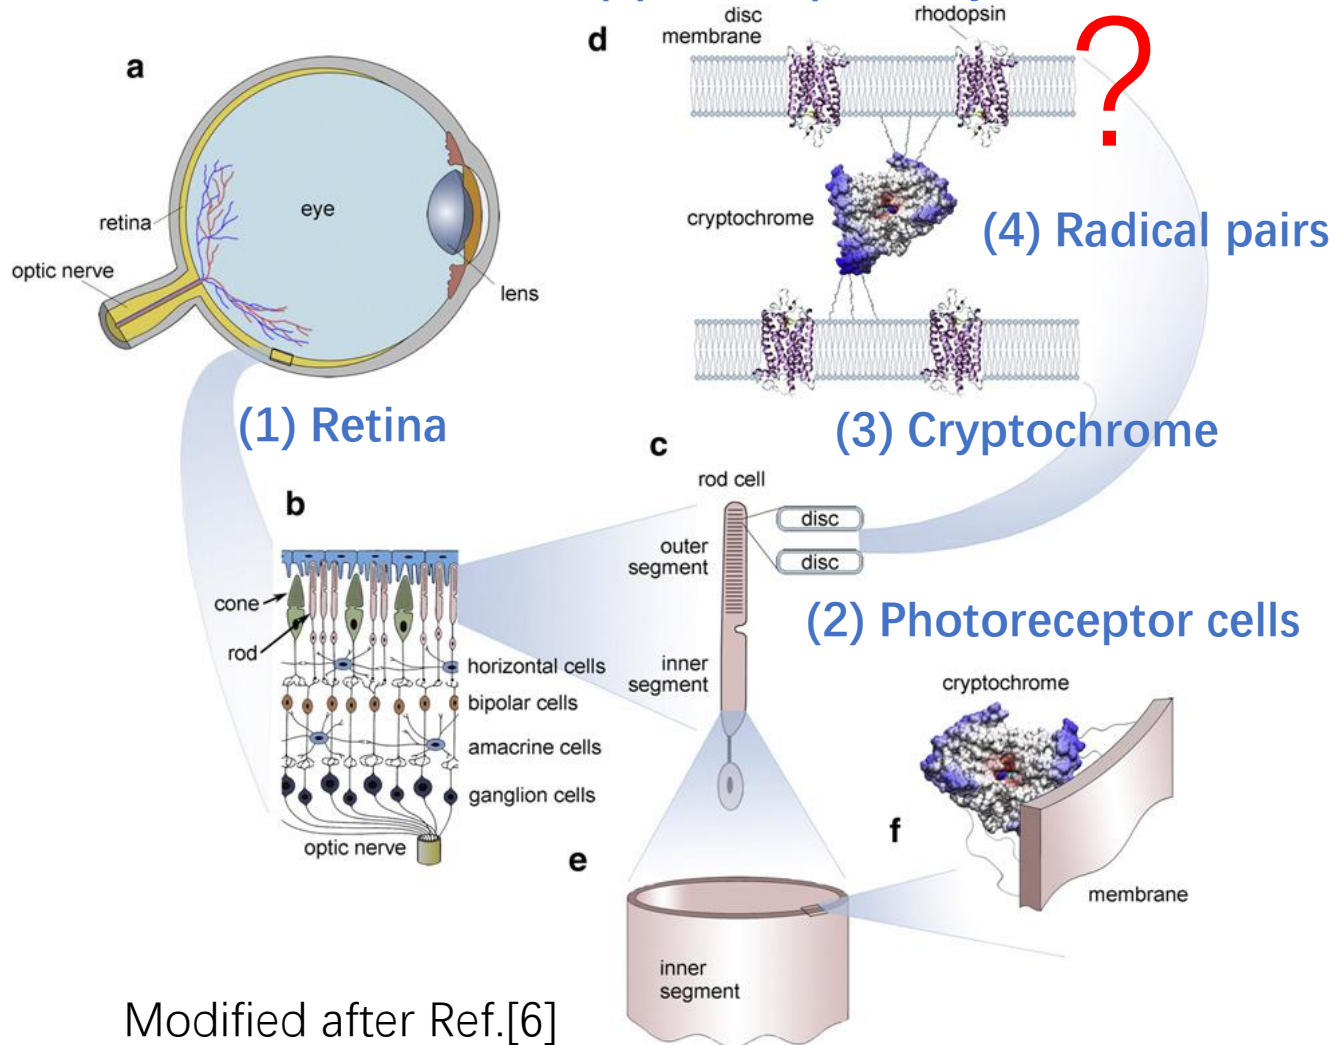 a
retina
optic nerve
eye
lens
(1) Retina
d
disc
membrane
rhodopsin
?
cryptochrome
(4) Radical pairs
(3) Cryptochrome
b
cone
rod
horizontal cells
bipolar cells
amacrine cells
ganglion cells
optic nerve
c
rod cell
outer
segment
disc
disc
inner
segment
(2) Photoreceptor cells
e
inner
segment
cryptochrome
f
membrane
Modified after Ref.[6]